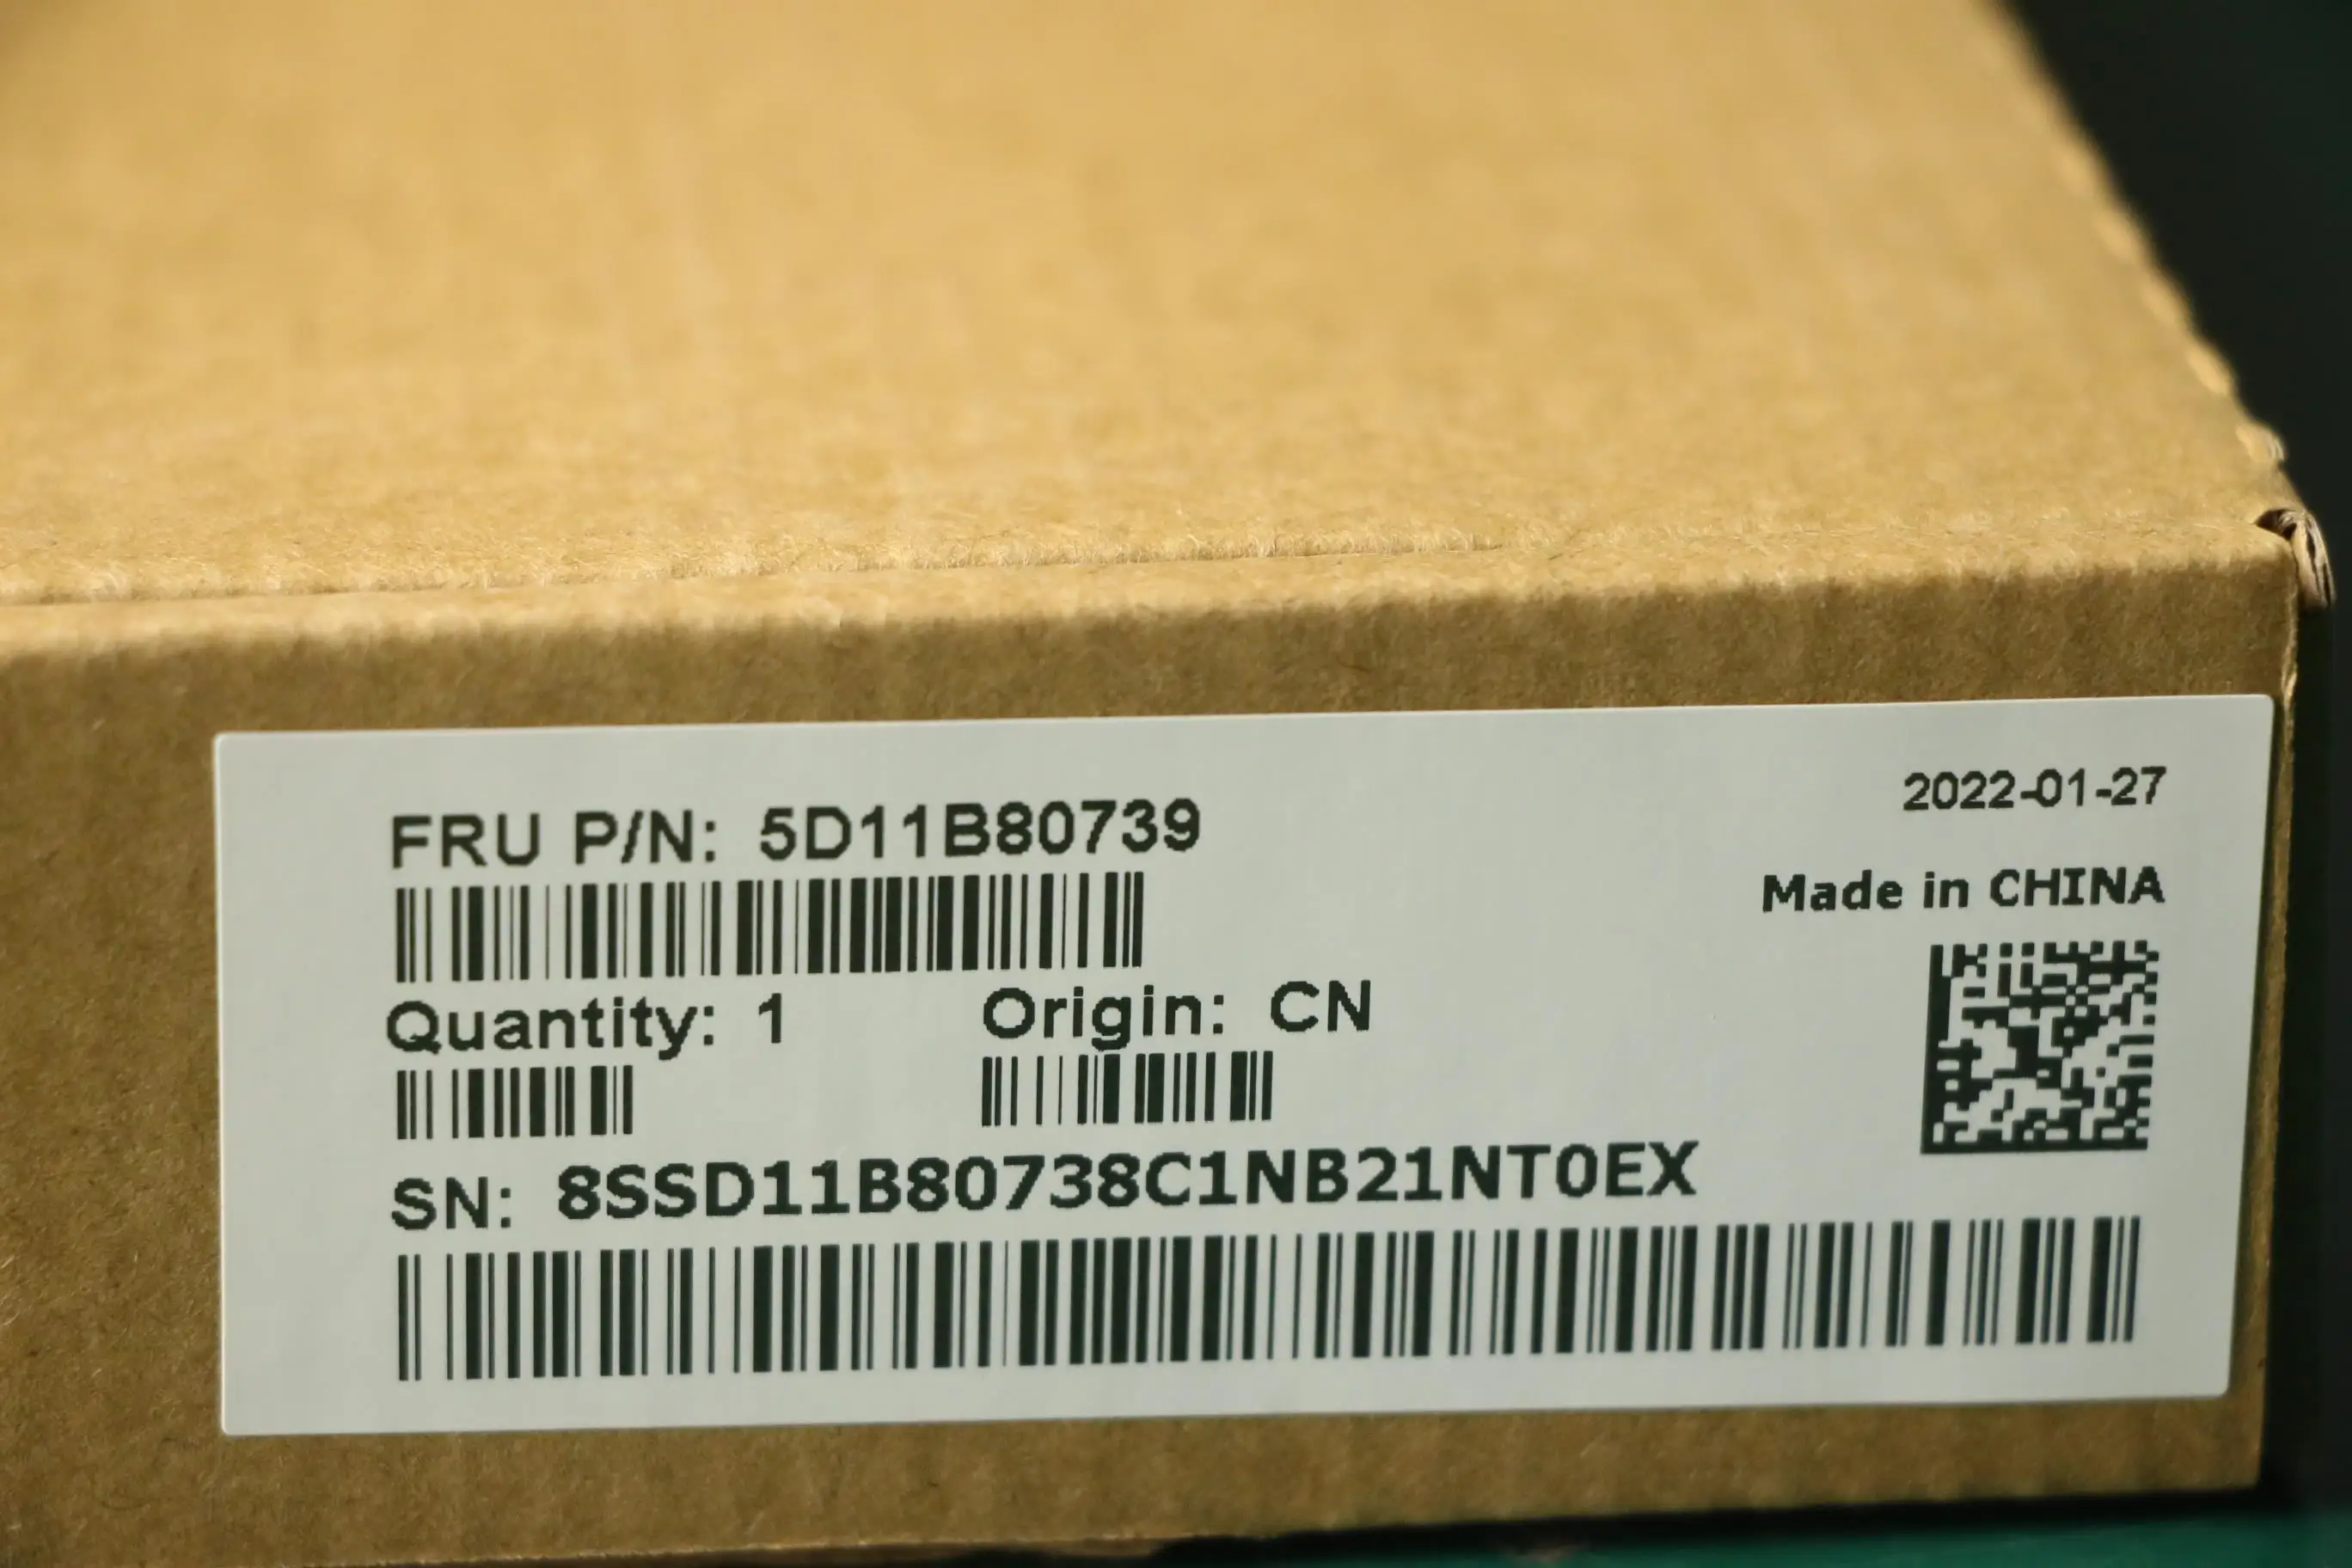 2022-01-27
FRU P/N: 5D11B80739
Made in CHINA
Quantity: 1 Origin: CN
SN: 8SSD11B80738C1NB21NT0EX